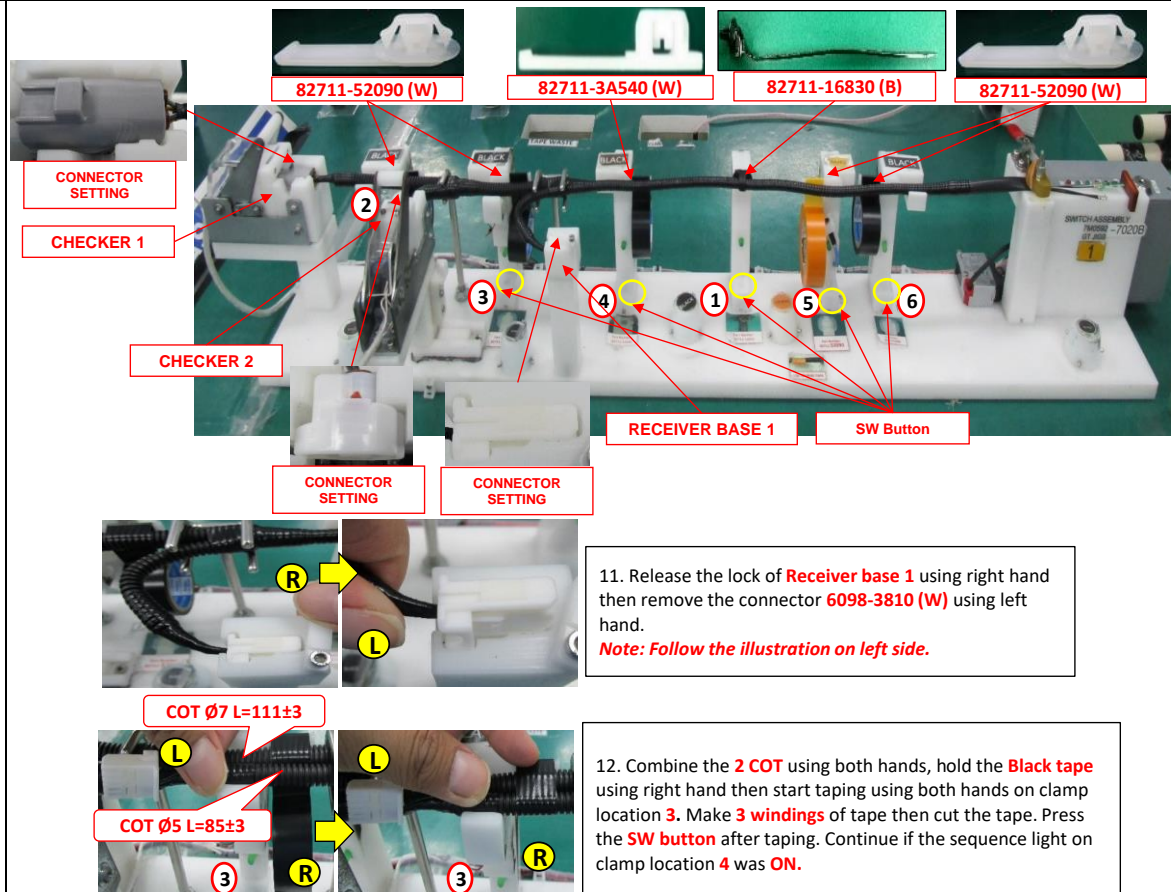 82711-52090 (W)
82711-3A540 (W)
82711-16830 (B)
82711-52090 (W)
CONNECTOR
SETTING
CHECKER 1
BLACK
BLACK
TAPE WASTE
BLACK
BLACK
2
SWITCH ASSEMBLY
-7020B
1
3
4
1
5
6
CHECKER 2
RECEIVER BASE 1
SW Button
CONNECTOR
SETTING
CONNECTOR
SETTING
R
L
11. Release the lock of Receiver base 1 using right hand
then remove the connector 6098-3810 (W) using left
hand.
Note: Follow the illustration on left side.
COT Ø7 L=111±3
L
COT Ø5 L=85±3
R
3
L
R
3
12. Combine the 2 COT using both hands, hold the Black tape
using right hand then start taping using both hands on clamp
location 3. Make 3 windings of tape then cut the tape. Press
the SW button after taping. Continue if the sequence light on
clamp location 4 was ON.